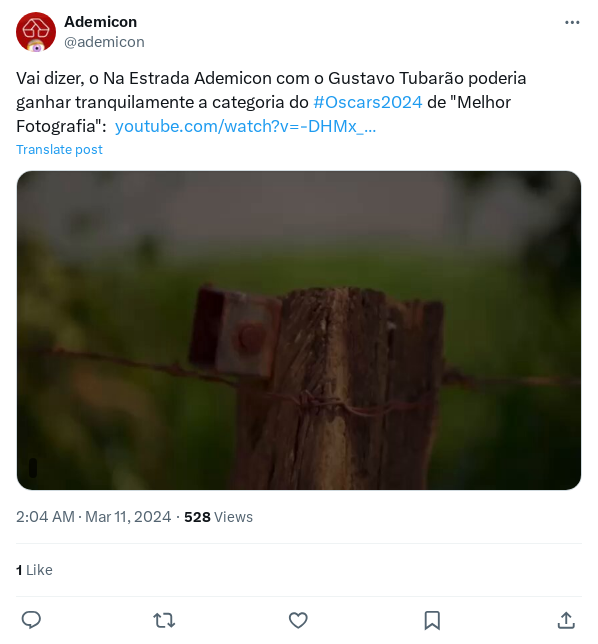 Ademicon
@ademicon
Vai dizer, o Na Estrada Ademicon com o Gustavo Tubarão poderia
ganhar tranquilamente a categoria do #Oscars2024 de "Melhor
Fotografia": youtube.com/watch?v=-DHMx_...
Translate post
2:04 AM · Mar 11, 2024 · 528 Views
1 Like